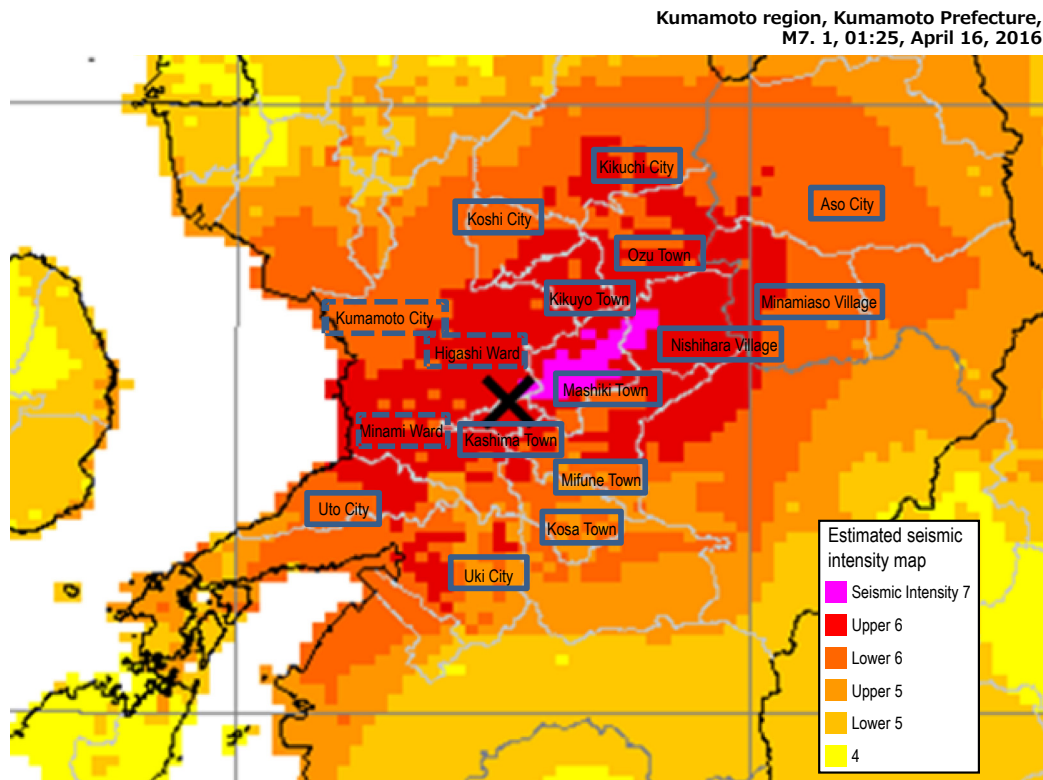 Kumamoto region, Kumamoto Prefecture,
M7. 1, 01:25, April 16, 2016
Kikuchi City
Aso City
Koshi City
Ozu Town
Kikuyo Town
Minamiaso Village
Kumamoto City
Higashi Ward
Nishihara Village
Mashiki Town
Minami Ward
Kashima Town
Mifune Town
Uto City
Kosa Town
Uki City
Estimated seismic
intensity map
Seismic Intensity 7
Upper 6
Lower 6
Upper 5
Lower 5
4